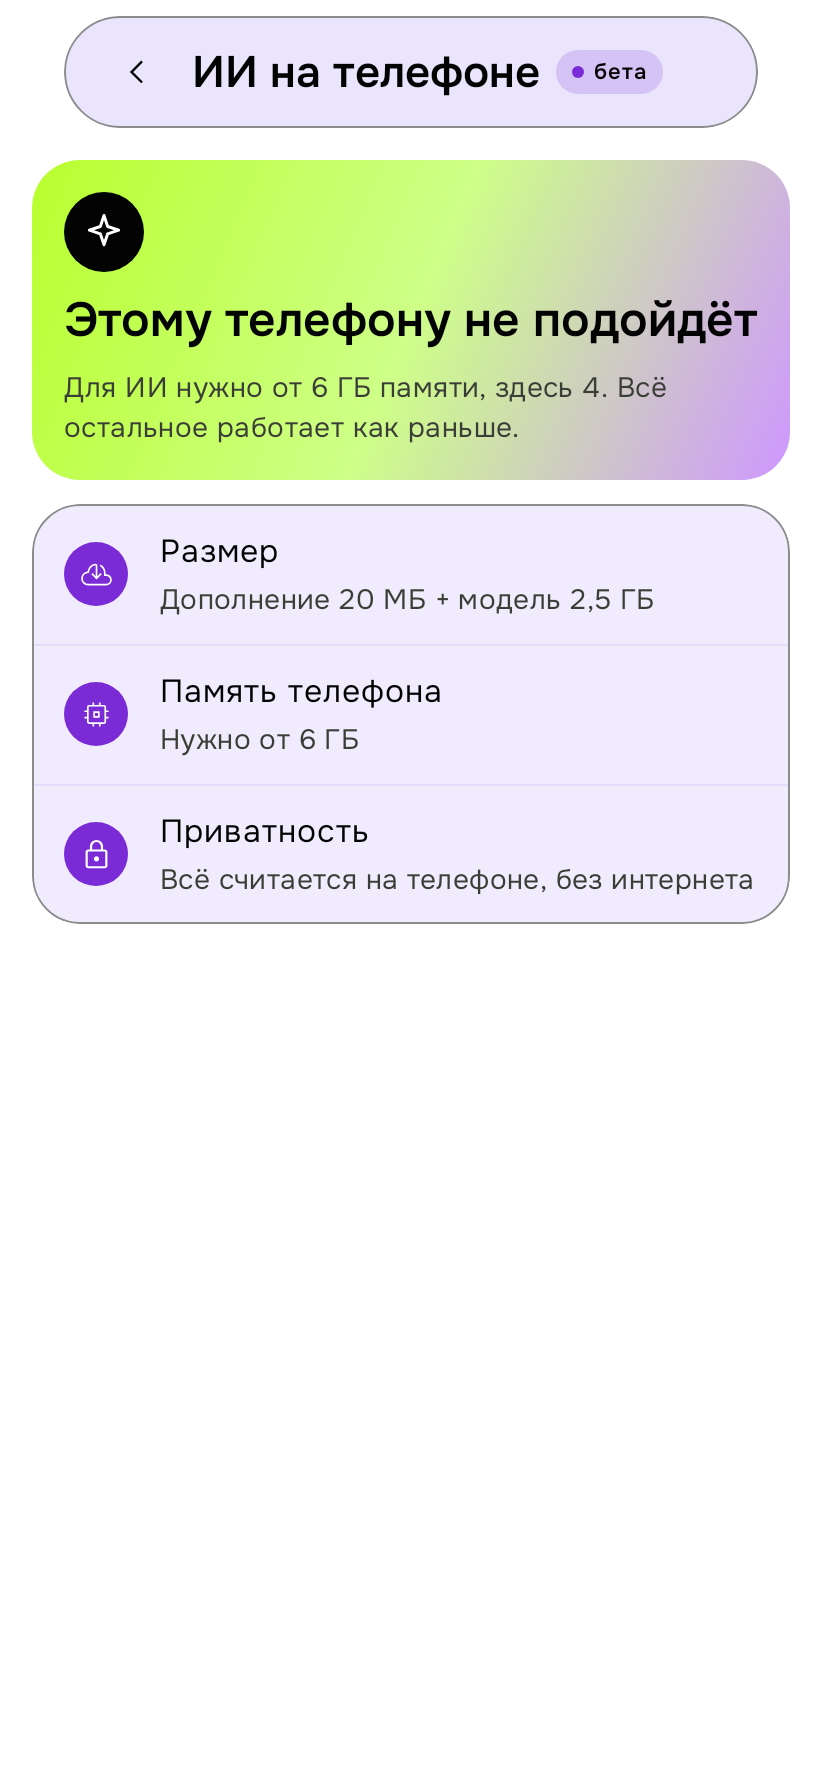 ИИ на телефоне
бета
Этому телефону не подойдёт
Для ИИ нужно от 6 ГБ памяти, здесь 4. Всё
остальное работает как раньше.
Размер
Дополнение 20 МБ + модель 2,5 ГБ
Память телефона
Нужно от 6 ГБ
Приватность
Всё считается на телефоне, без интернета